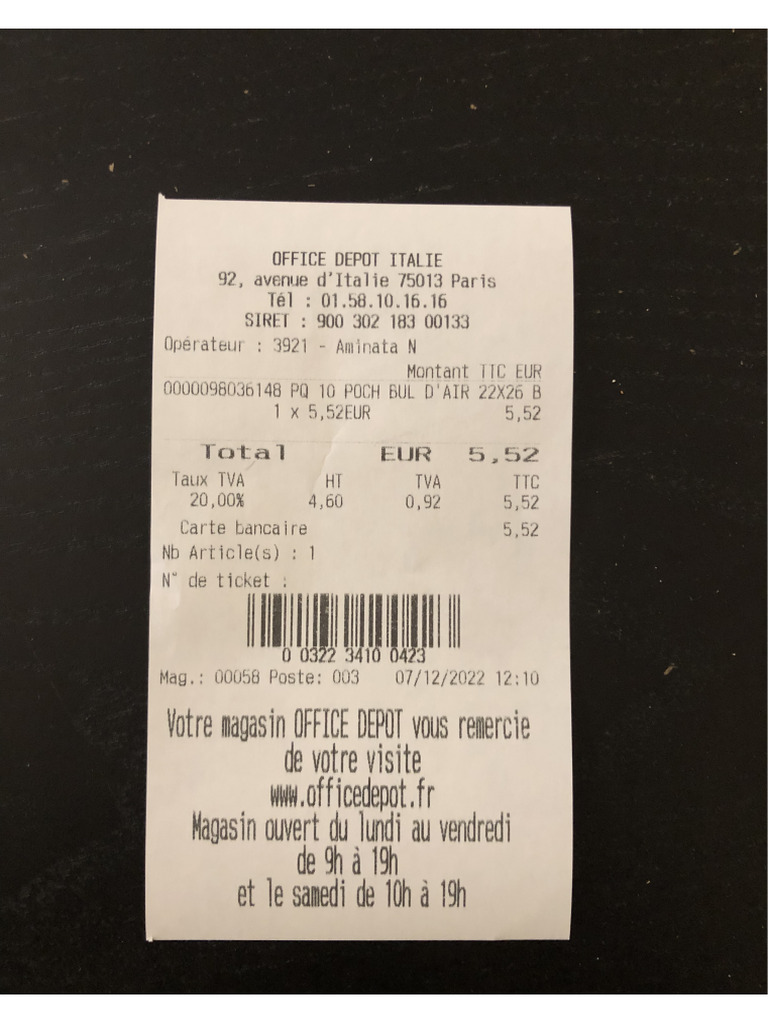 OFFICE DEPOT ITALIE
92, avenue d'Italie 75013 Paris
Tél : 01.58.10.16.16
SIRET : 900 302 183 00133
Opérateur : 3921 - Aminata N
Montant TTC EUR
0000098036148 PQ 10 POCH BUL D'AIR 22X26 B
1 x 5,52EUR 5,52
Total EUR 5,52
Taux TVA HT TVA TTC
20,00% 4,60 0,92 5,52
Carte bancaire 5,52
Nb Article(s) : 1
N° de ticket :
0 0322 3410 0423
Mag.: 00058 Poste: 003 07/12/2022 12:10
Votre magasin OFFICE DEPOT vous remercie
de votre visite
www.officedepot.fr
Magasin ouvert du lundi au vendredi
de 9h à 19h
et le samedi de 10h à 19h